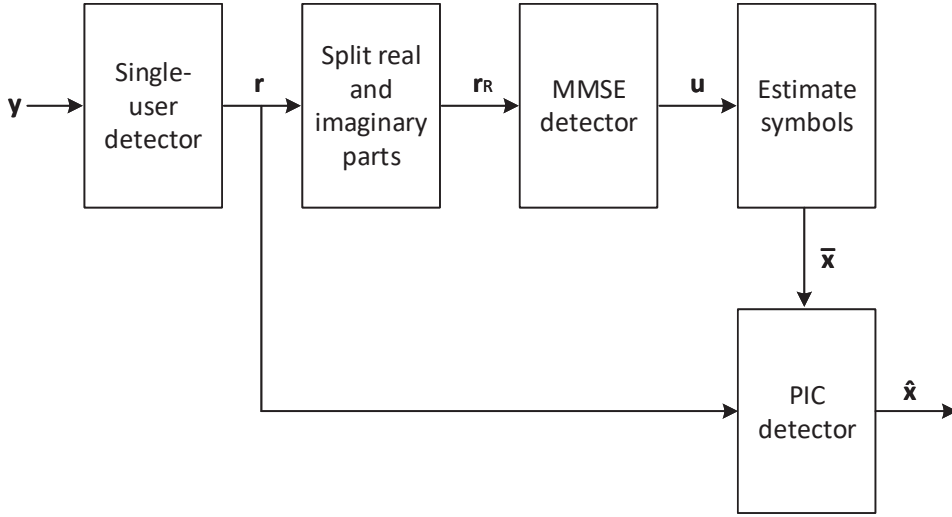 y
Single-
user
detector
r
Split real
and
imaginary
parts
rR
MMSE
detector
u
Estimate
symbols
x̄
PIC
detector
x̂